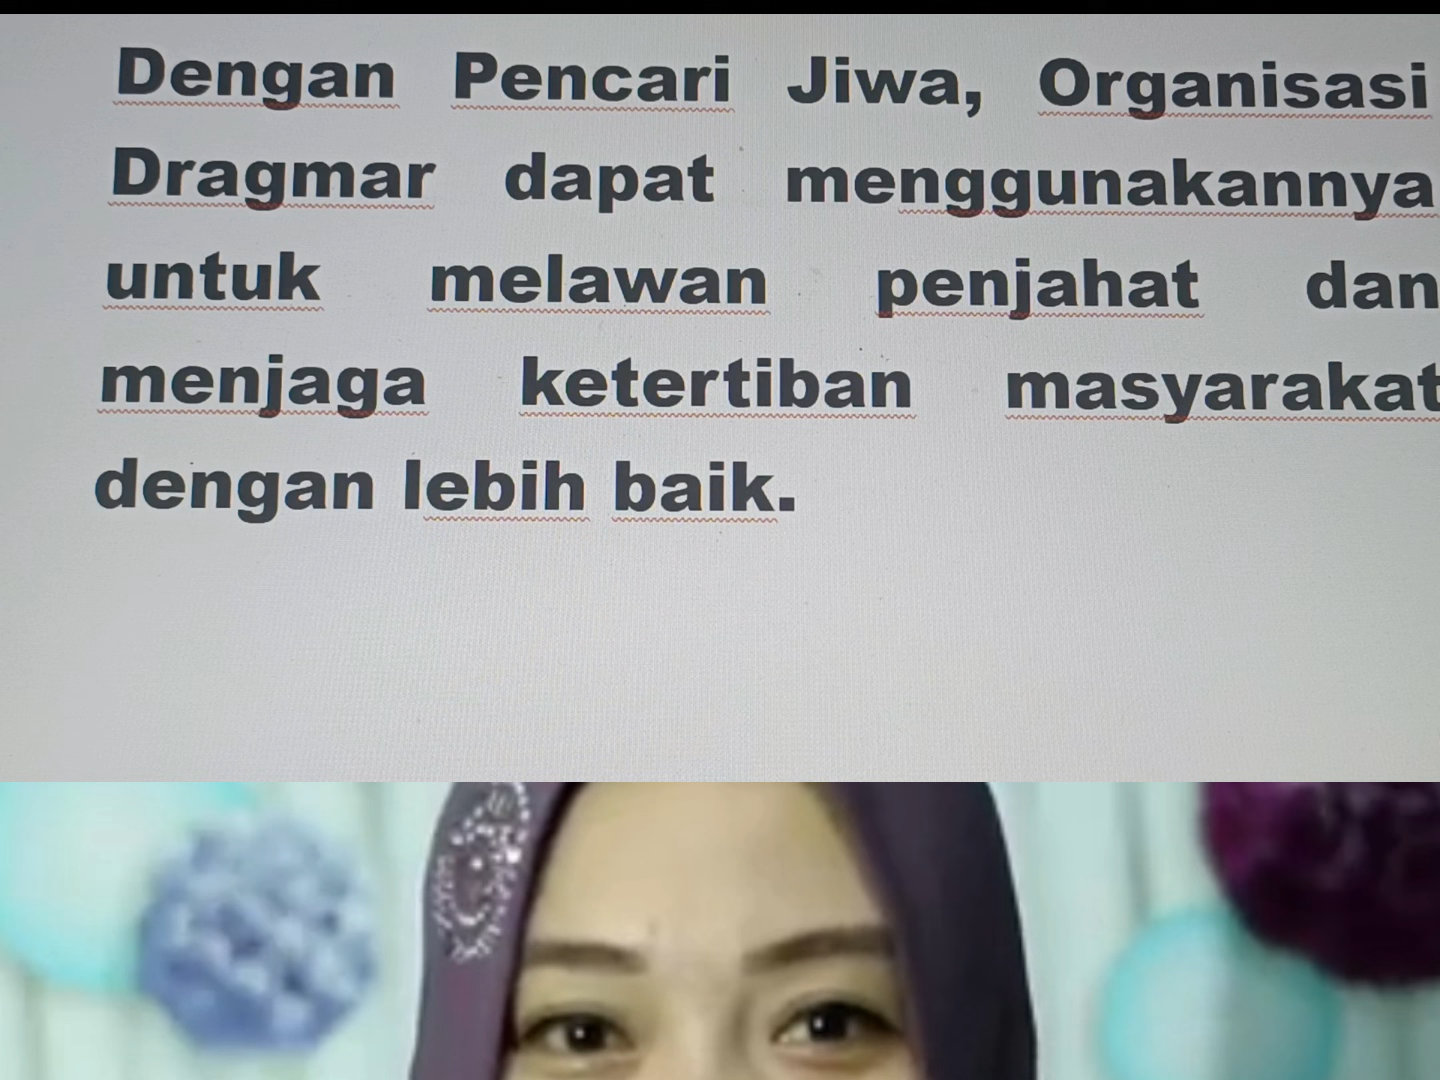 Dengan Pencari Jiwa, Organisasi
Dragmar dapat menggunakannya
untuk melawan penjahat dan
menjaga ketertiban masyarakat
dengan lebih baik.